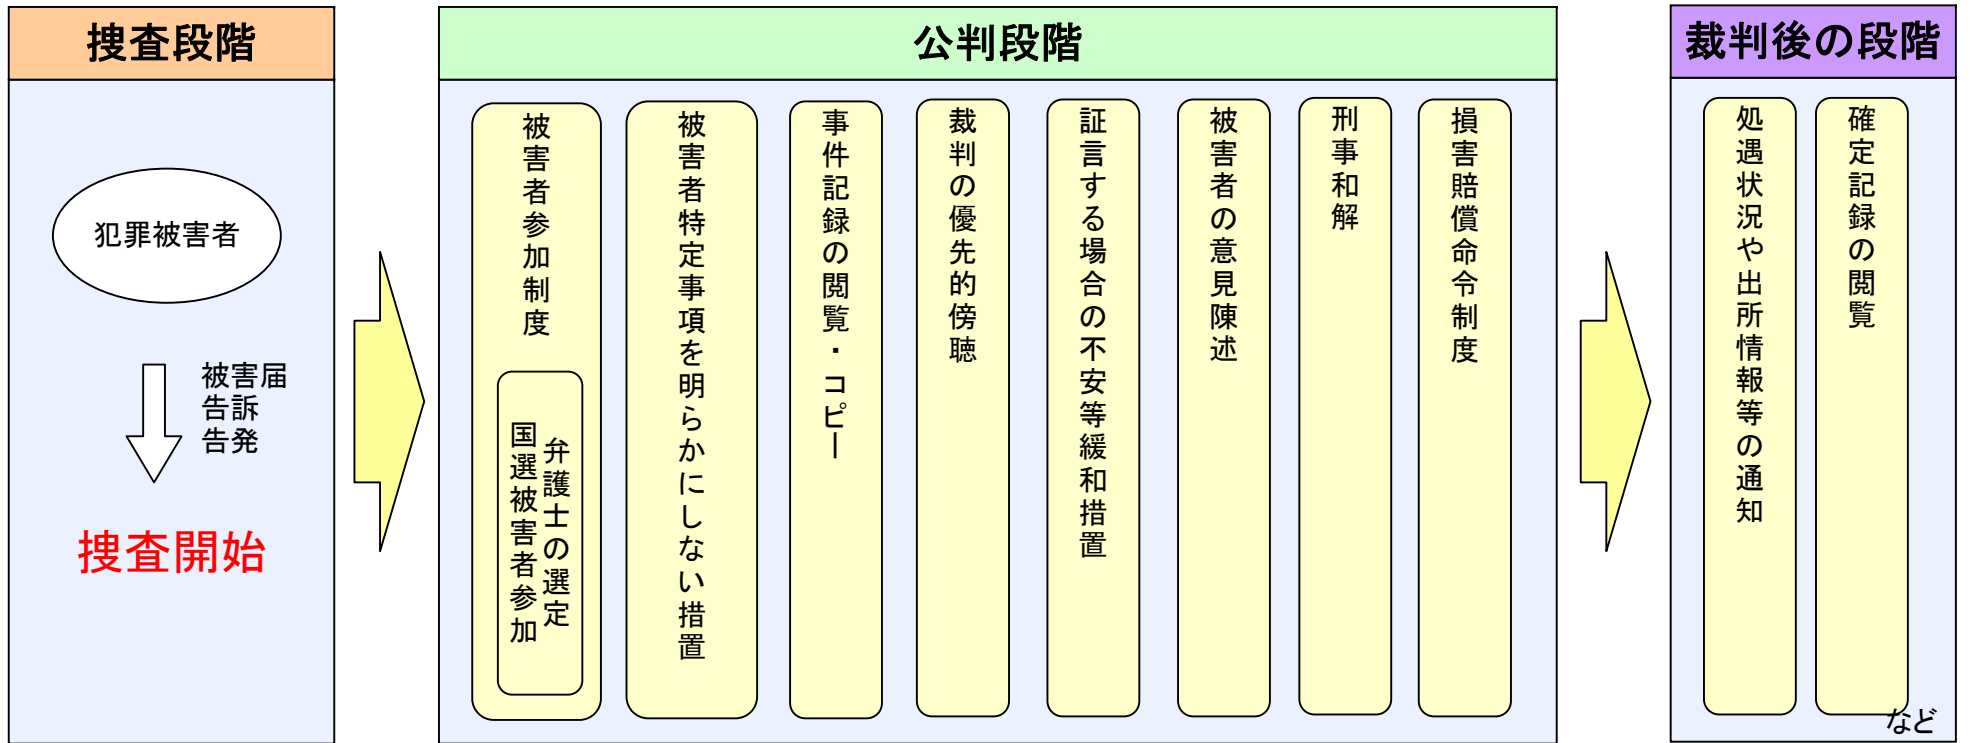 捜査段階
犯罪被害者
被害届
告訴
告発
捜査開始
公判段階
被害者参加制度
国選被害者参加
弁護士の選定
被害者特定事項を明らかにしない措置
事件記録の閲覧・コピー
裁判の優先的傍聴
証言する場合の不安等緩和措置
被害者の意見陳述
刑事和解
損害賠償命令制度
裁判後の段階
処遇状況や出所情報等の通知
確定記録の閲覧
など